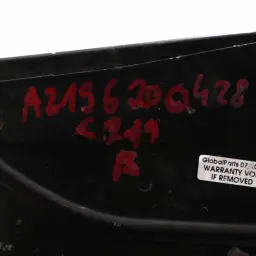 A2196200428
C219
R
GlobalParts 07
WARRANTY VO
IF REMOVED